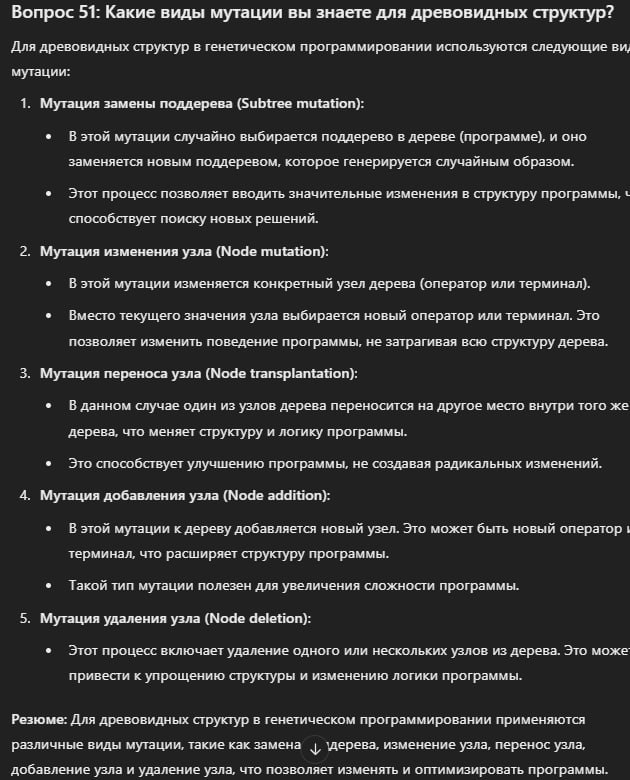 Вопрос 51: Какие виды мутации вы знаете для древовидных структур?
Для древовидных структур в генетическом программировании используются следующие
мутации:
1. Мутация замены поддерева (Subtree mutation):
• В этой мутации случайно выбирается поддерево в дереве (программе), и оно
заменяется новым поддеревом, которое генерируется случайным образом.
• Этот процесс позволяет вводить значительные изменения в структуру программы,
способствует поиску новых решений.
2. Мутация изменения узла (Node mutation):
• В этой мутации изменяется конкретный узел дерева (оператор или терминал).
• Вместо текущего значения узла выбирается новый оператор или терминал. Это
позволяет изменить поведение программы, не затрагивая всю структуру дерева.
3. Мутация переноса узла (Node transplantation):
• В данном случае один из узлов дерева переносится на другое место внутри того же
дерева, что меняет структуру и логику программы.
• Это способствует улучшению программы, не создавая радикальных изменений.
4. Мутация добавления узла (Node addition):
• В этой мутации к дереву добавляется новый узел. Это может быть новый оператор
терминал, что расширяет структуру программы.
• Такой тип мутации полезен для увеличения сложности программы.
5. Мутация удаления узла (Node deletion):
• Этот процесс включает удаление одного или нескольких узлов из дерева. Это може
привести к упрощению структуры и изменению логики программы.
Резюме: Для древовидных структур в генетическом программировании применяются
различные виды мутации, такие как замена дерева, изменение узла, перенос узла,
добавление узла и удаление узла, что позволяет изменять и оптимизировать программы.